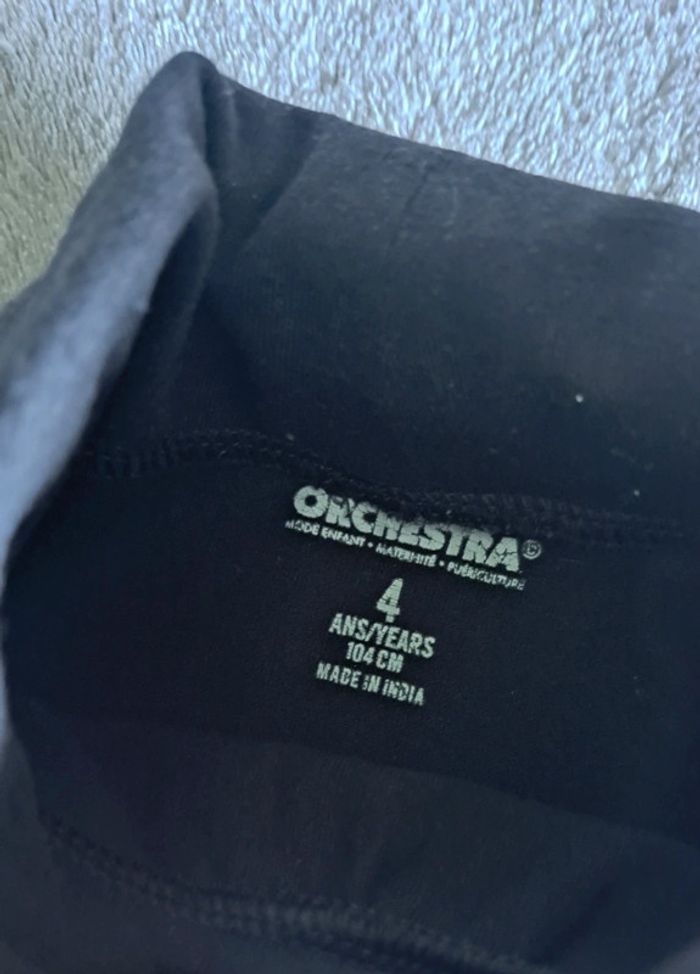 ORCHESTRA®
MODE ENFANT • MATERNITÉ • PUÉRICULTURE
4
ANS/YEARS
104 CM
MADE IN INDIA